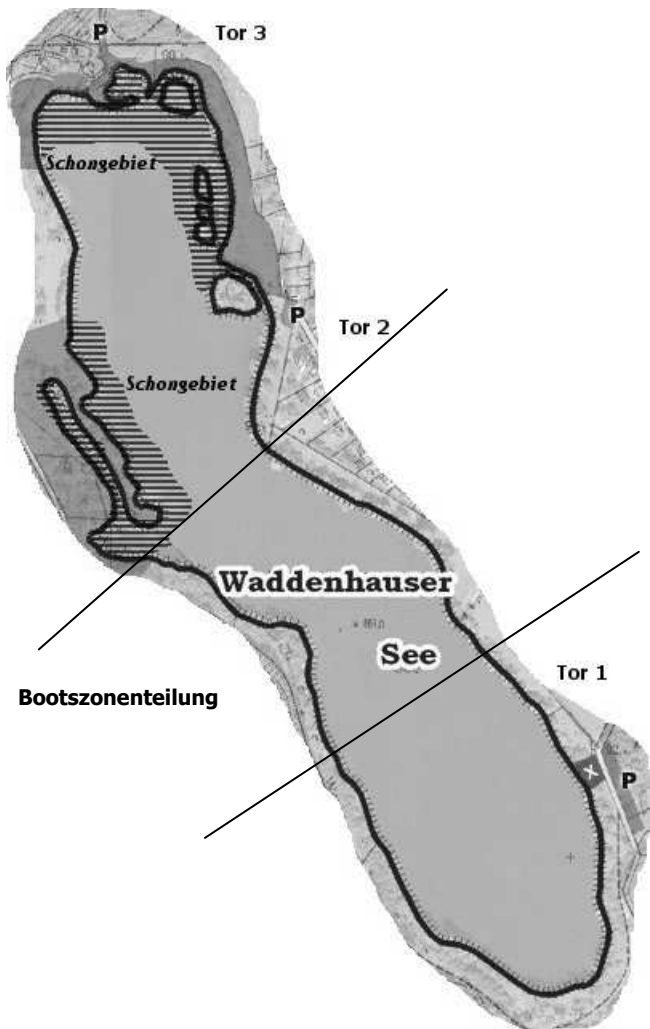 P
Tor 3
Schongebiet
P
Tor 2
Schongebiet
Waddenhauser
See
Bootszonenteilung
Tor 1
X
P